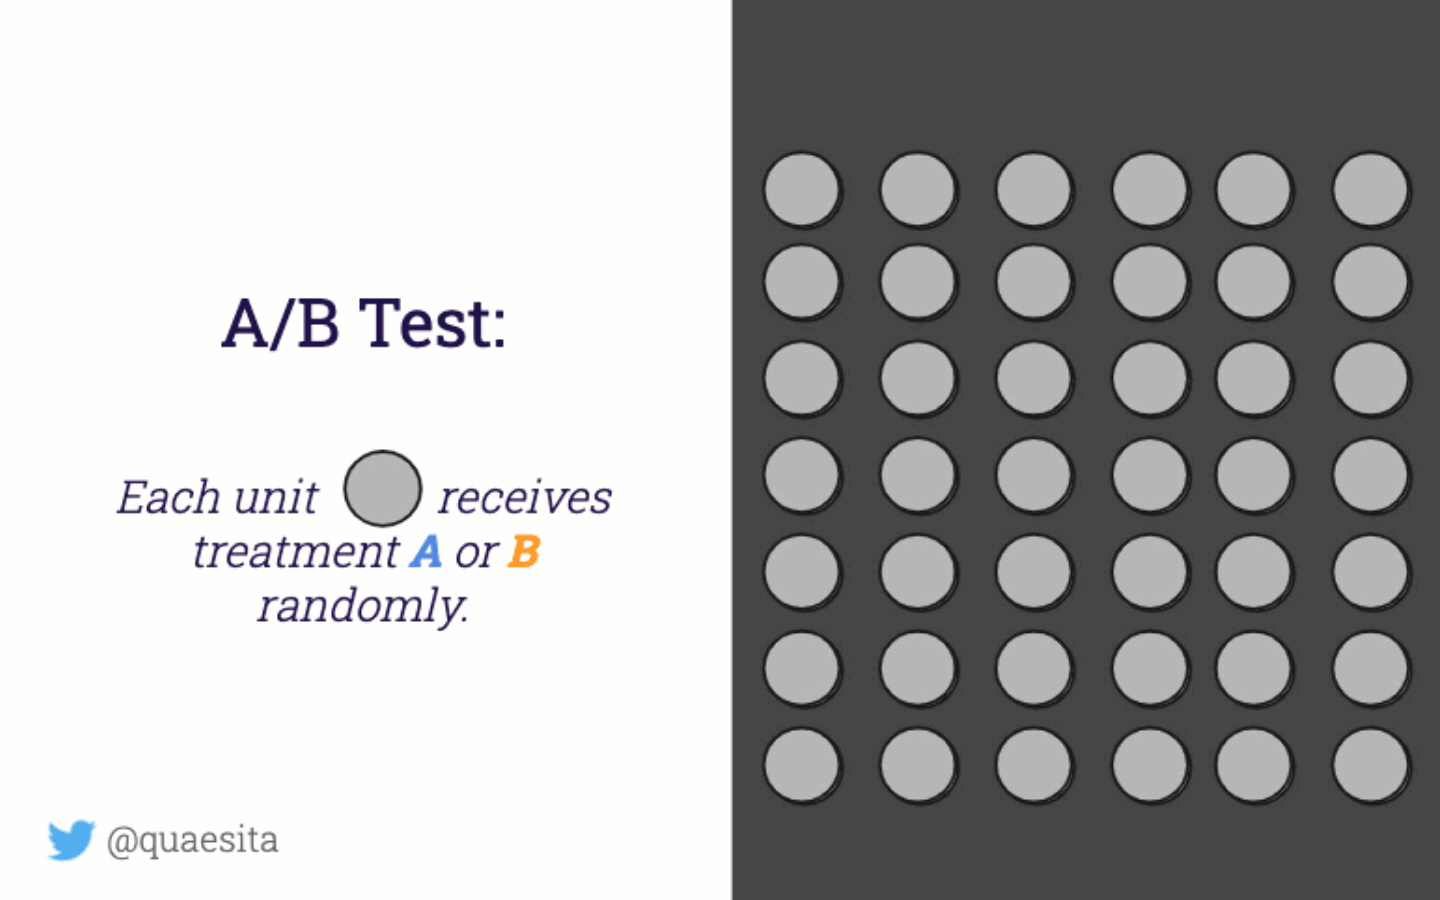 A/B Test:
Each unit receives
treatment A or B
randomly.
@quaesita